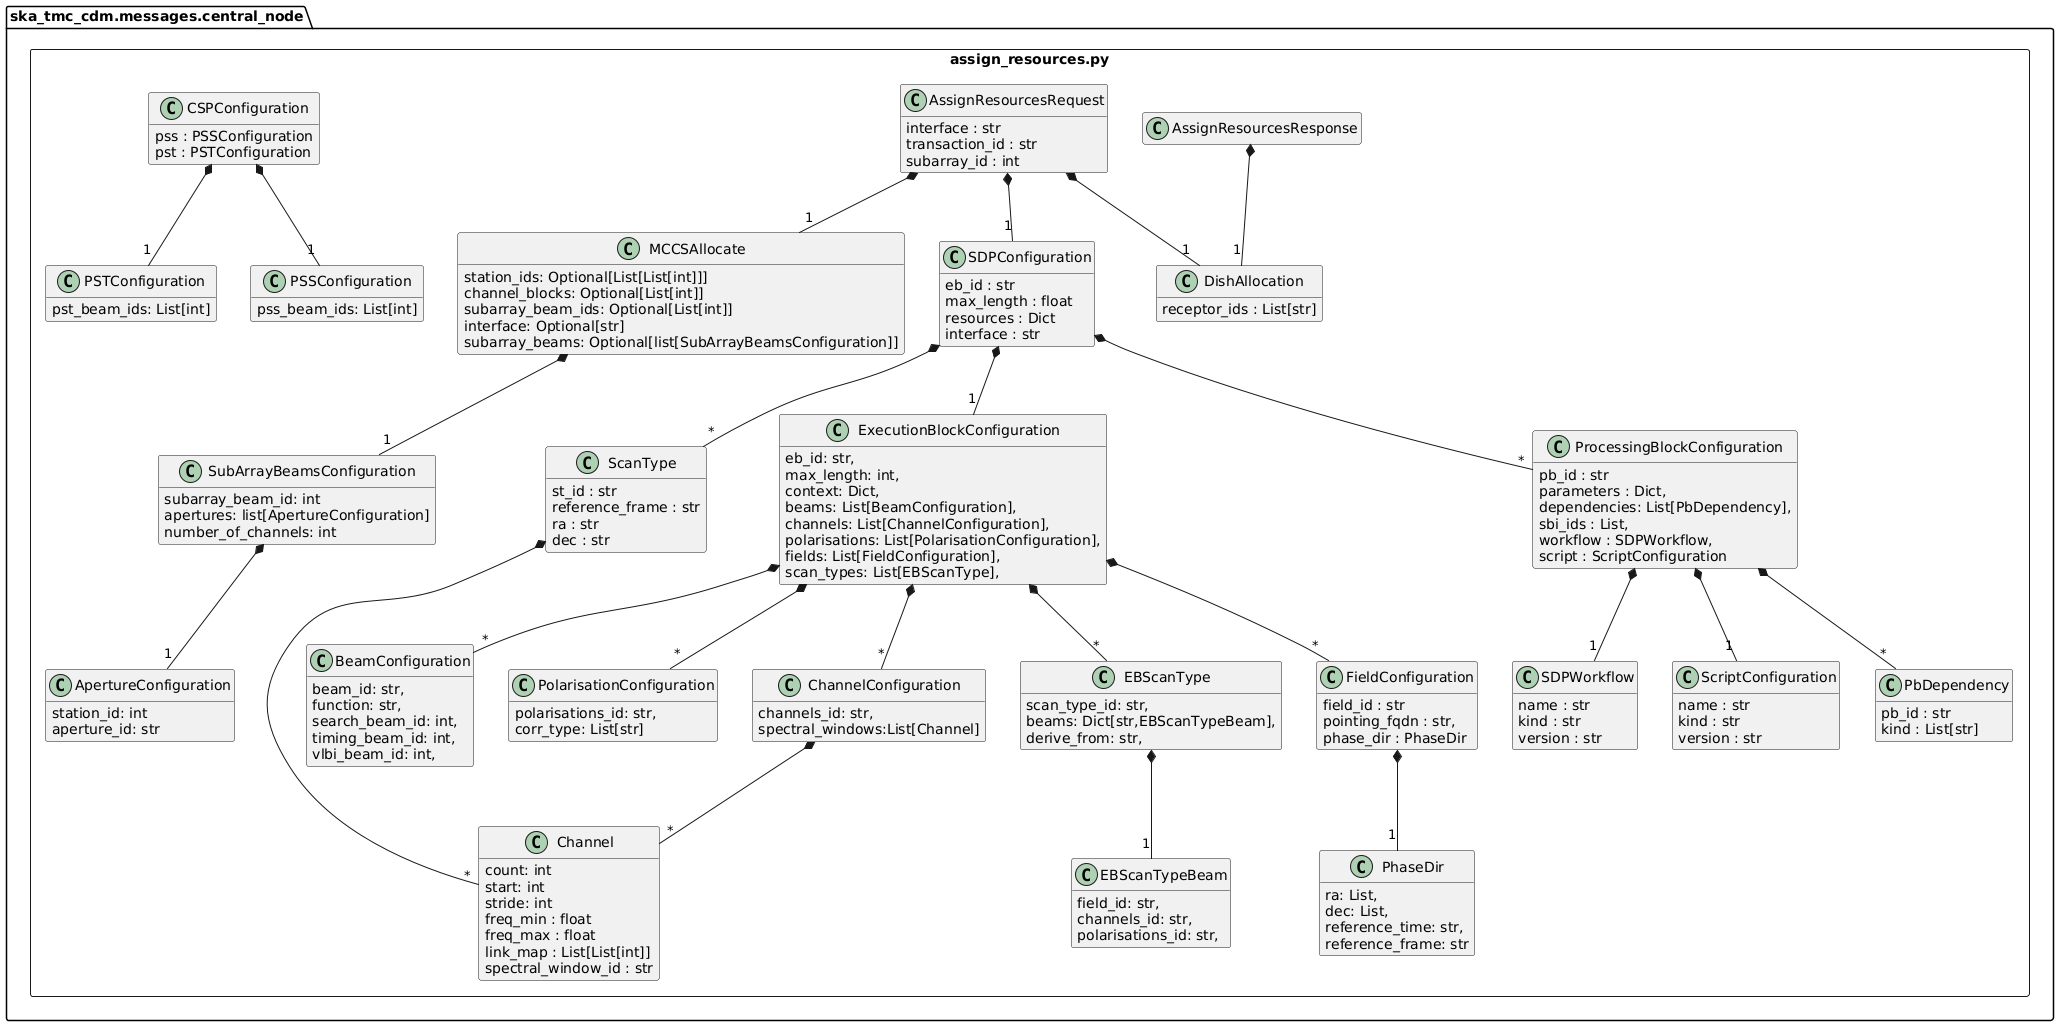 ska_tmc_cdm.messages.central_node
assign_resources.py
C CSPConfiguration
pss : PSSConfiguration
pst : PSTConfiguration
C AssignResourcesRequest
interface : str
transaction_id : str
subarray_id : int
C AssignResourcesResponse
1
1
1
1
1
1
C PSTConfiguration
pst_beam_ids: List[int]
C PSSConfiguration
pss_beam_ids: List[int]
C MCCSAllocate
station_ids: Optional[List[List[int]]]
channel_blocks: Optional[List[int]]
subarray_beam_ids: Optional[List[int]]
interface: Optional[str]
subarray_beams: Optional[list[SubArrayBeamsConfiguration]]
C SDPConfiguration
eb_id : str
max_length : float
resources : Dict
interface : str
C DishAllocation
receptor_ids : List[str]
1
*
1
*
C SubArrayBeamsConfiguration
subarray_beam_id: int
apertures: list[ApertureConfiguration]
number_of_channels: int
C ScanType
st_id : str
reference_frame : str
ra : str
dec : str
C ExecutionBlockConfiguration
eb_id: str,
max_length: int,
context: Dict,
beams: List[BeamConfiguration],
channels: List[ChannelConfiguration],
polarisations: List[PolarisationConfiguration],
fields: List[FieldConfiguration],
scan_types: List[EBScanType],
C ProcessingBlockConfiguration
pb_id : str
parameters : Dict,
dependencies: List[PbDependency],
sbi_ids : List,
workflow : SDPWorkflow,
script : ScriptConfiguration
1
*
*
*
*
*
1
1
*
C ApertureConfiguration
station_id: int
aperture_id: str
C BeamConfiguration
beam_id: str,
function: str,
search_beam_id: int,
timing_beam_id: int,
vlbi_beam_id: int,
C PolarisationConfiguration
polarisations_id: str,
corr_type: List[str]
C ChannelConfiguration
channels_id: str,
spectral_windows:List[Channel]
C EBScanType
scan_type_id: str,
beams: Dict[str,EBScanTypeBeam],
derive_from: str,
C FieldConfiguration
field_id : str
pointing_fqdn : str,
phase_dir : PhaseDir
C SDPWorkflow
name : str
kind : str
version : str
C ScriptConfiguration
name : str
kind : str
version : str
C PbDependency
pb_id : str
kind : List[str]
*
*
1
1
C Channel
count: int
start: int
stride: int
freq_min : float
freq_max : float
link_map : List[List[int]]
spectral_window_id : str
C EBScanTypeBeam
field_id: str,
channels_id: str,
polarisations_id: str,
C PhaseDir
ra: List,
dec: List,
reference_time: str,
reference_frame: str